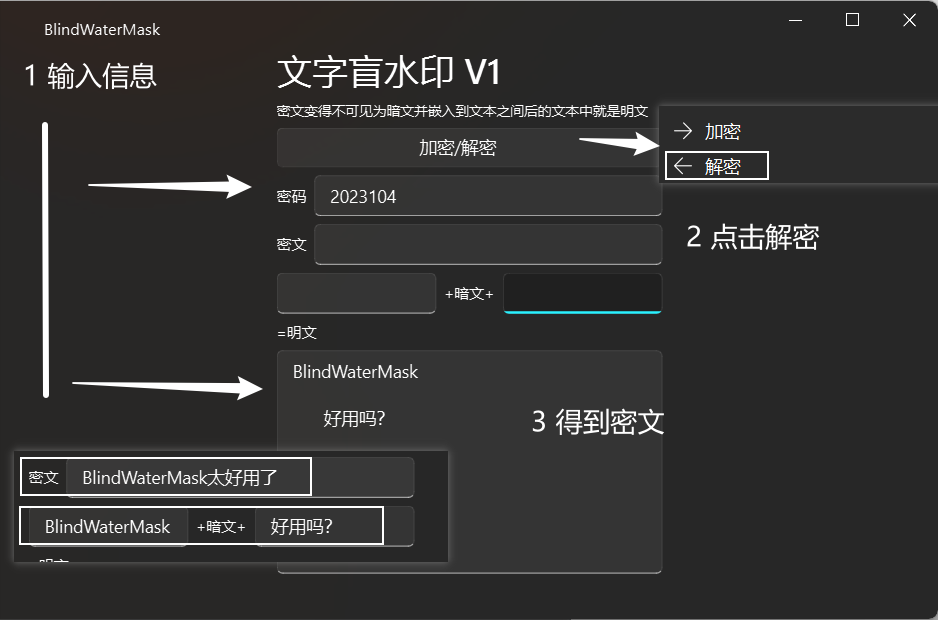 BlindWaterMask
1 输入信息
文字盲水印 V1
密文变得不可见为暗文并嵌入到文本之间后的文本中就是明文
加密/解密
加密
解密
密码 2023104
2 点击解密
密文
+暗文+
=明文
BlindWaterMask
好用吗?
3 得到密文
密文 BlindWaterMask太好用了
BlindWaterMask +暗文+ 好用吗?